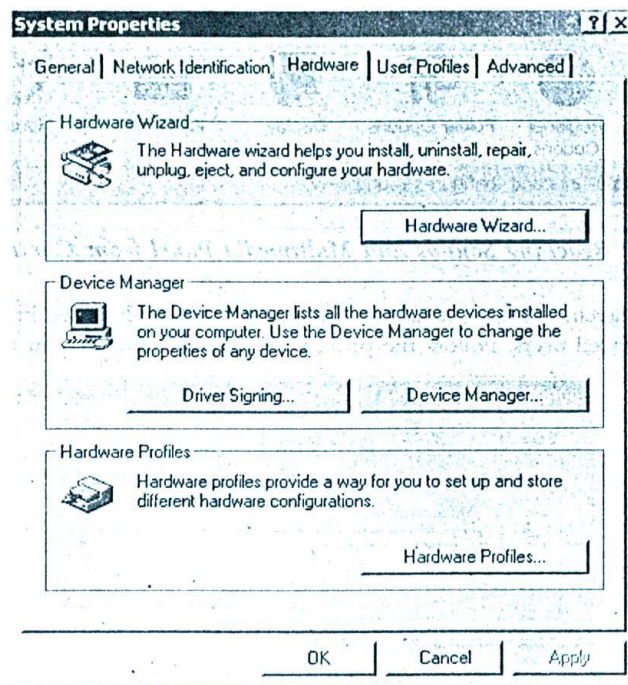 System Properties
General Network Identification Hardware User Profiles Advanced
Hardware Wizard
The Hardware wizard helps you install, uninstall, repair,
unplug, eject, and configure your hardware.
Hardware Wizard...
Device Manager
The Device Manager lists all the hardware devices installed
on your computer. Use the Device Manager to change the
properties of any device.
Driver Signing... Device Manager...
Hardware Profiles
Hardware profiles provide a way for you to set up and store
different hardware configurations.
Hardware Profiles...
OK Cancel Apply